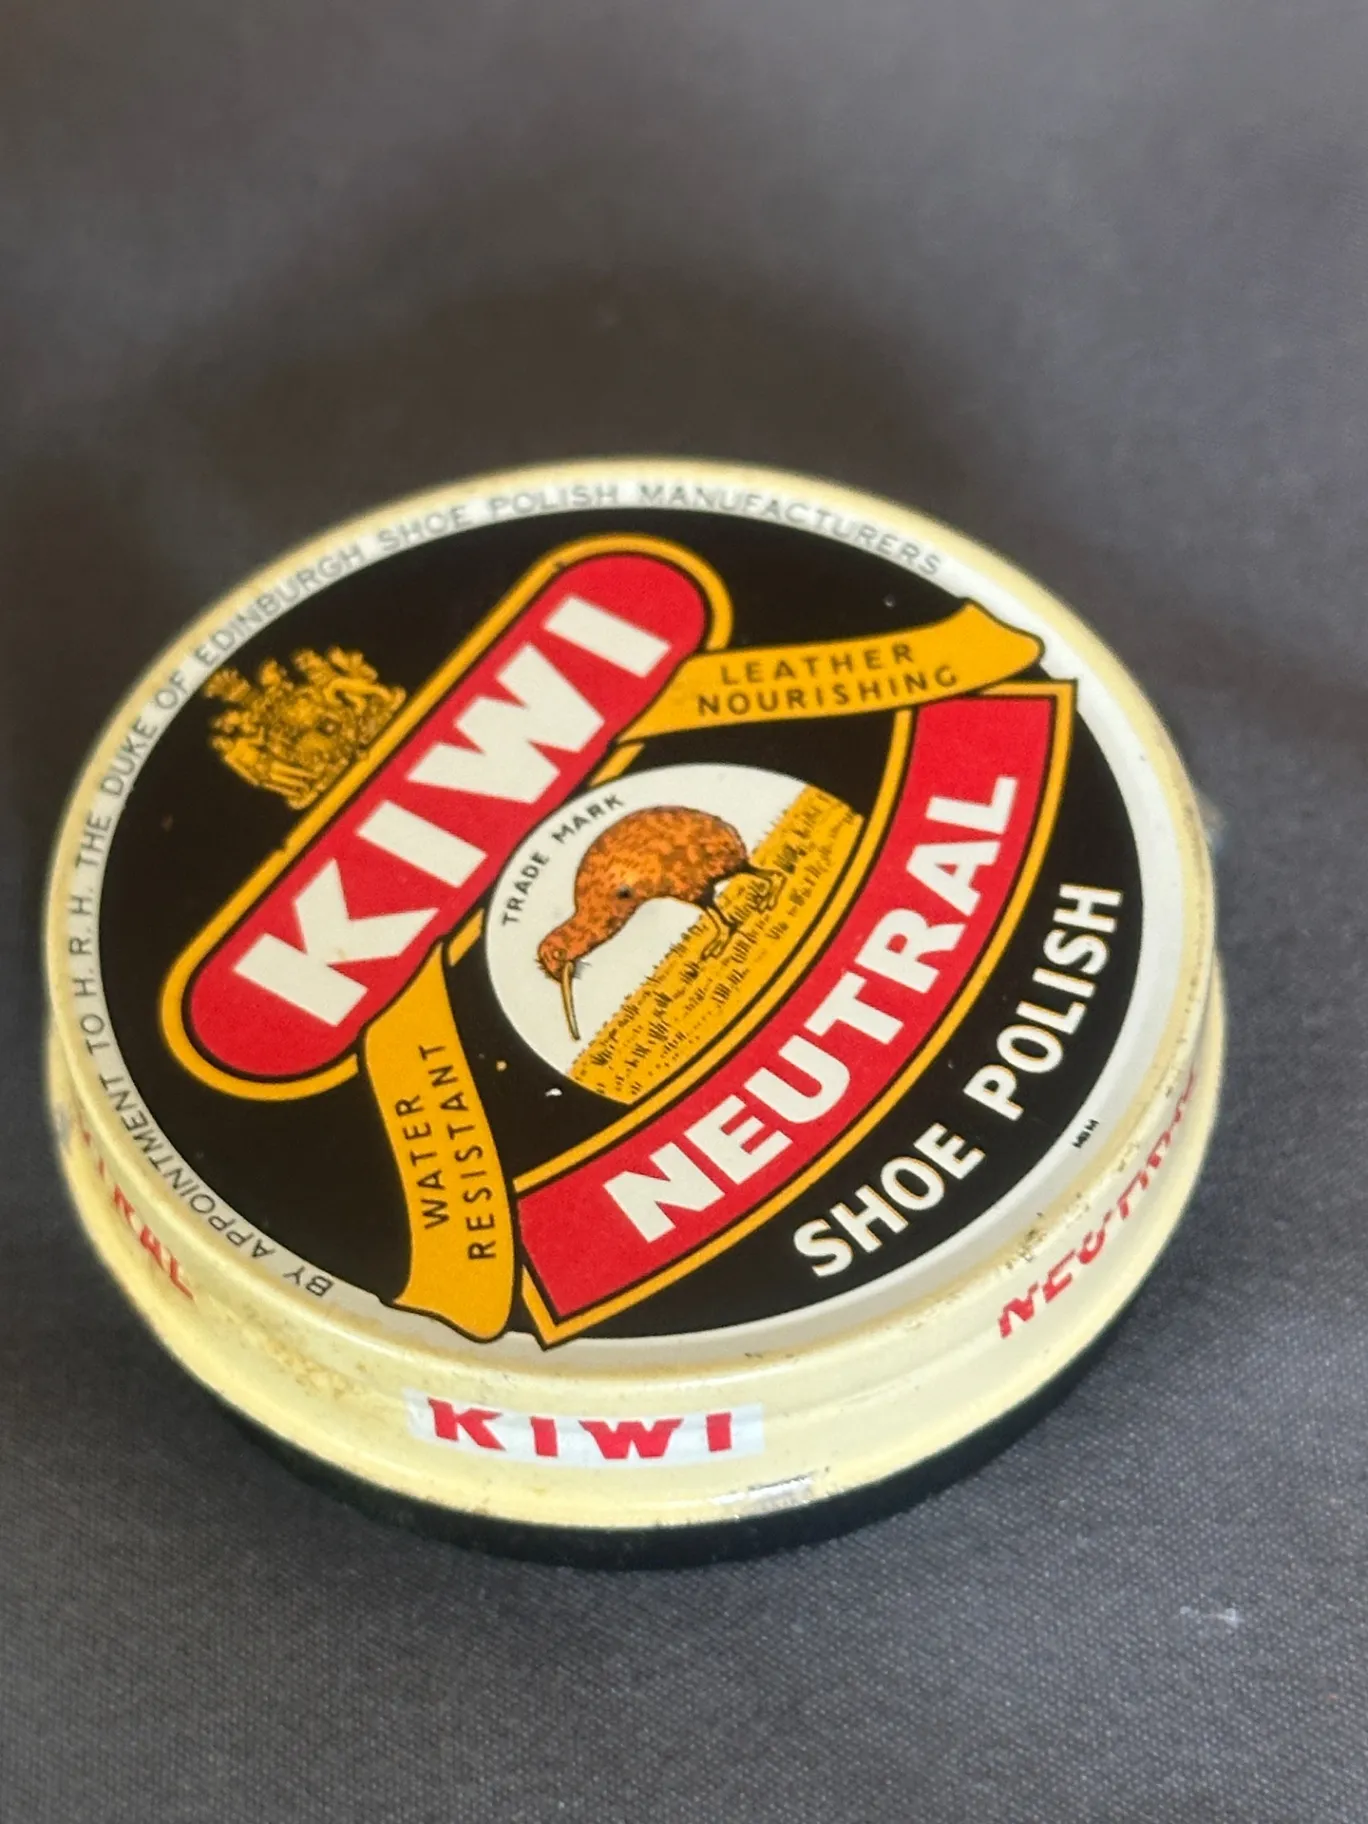 BY APPOINTMENT TO H.R.H. THE DUKE OF EDINBURGH SHOE POLISH MANUFACTURERS
KIWI
LEATHER
NOURISHING
TRADE MARK
WATER
RESISTANT
NEUTRAL
SHOE POLISH
KIWI
NEUTRAL